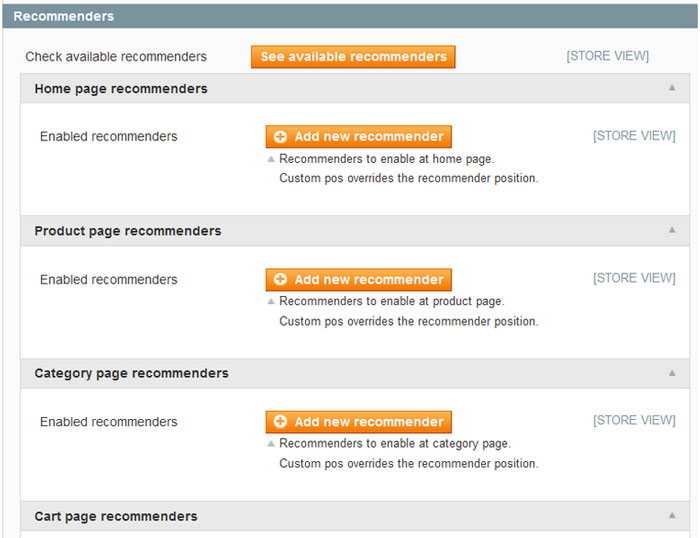 Recommenders
Check available recommenders See available recommenders [STORE VIEW]
Home page recommenders
Enabled recommenders Add new recommender [STORE VIEW]
Recommenders to enable at home page.
Custom pos overrides the recommender position.
Product page recommenders
Enabled recommenders Add new recommender [STORE VIEW]
Recommenders to enable at product page.
Custom pos overrides the recommender position.
Category page recommenders
Enabled recommenders Add new recommender [STORE VIEW]
Recommenders to enable at category page.
Custom pos overrides the recommender position.
Cart page recommenders